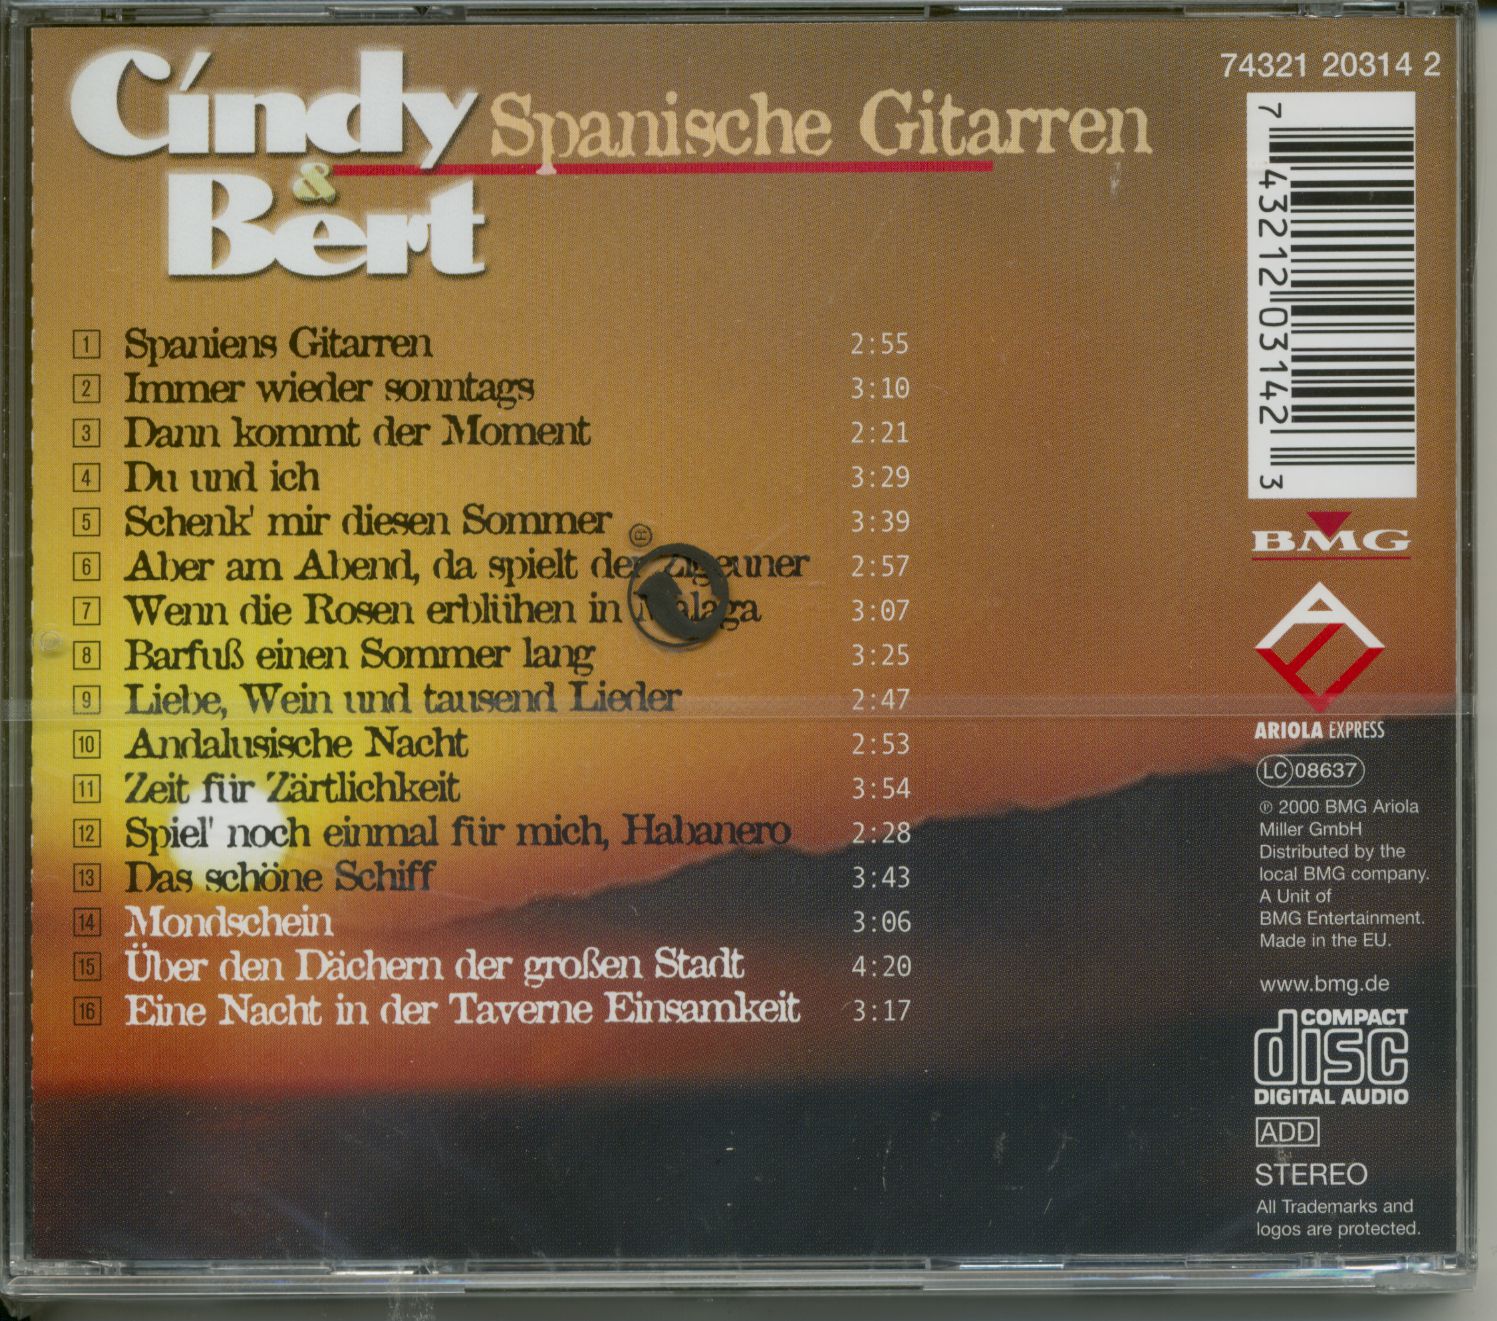 Cindy & Bert
Spanische Gitarren
74321 20314 2
7 43212 03142 3
1 Spaniens Gitarren 2:55
2 Immer wieder sonntags 3:10
3 Dann kommt der Moment 2:21
4 Du und ich 3:29
5 Schenk' mir diesen Sommer 3:39
6 Aber am Abend, da spielt der Zigeuner 2:57
7 Wenn die Rosen erblühen in Malaga 3:07
8 Barfuß einen Sommer lang 3:25
9 Liebe, Wein und tausend Lieder 2:47
10 Andalusische Nacht 2:53
11 Zeit für Zärtlichkeit 3:54
12 Spiel' noch einmal für mich, Habanero 2:28
13 Das schöne Schiff 3:43
14 Mondschein 3:06
15 Über den Dächern der großen Stadt 4:20
16 Eine Nacht in der Taverne Einsamkeit 3:17
®
BMG
ARIOLA EXPRESS
LC 08637
℗ 2000 BMG Ariola
Miller GmbH
Distributed by the
local BMG company.
A Unit of
BMG Entertainment.
Made in the EU.
www.bmg.de
COMPACT
disc
DIGITAL AUDIO
ADD
STEREO
All Trademarks and
logos are protected.